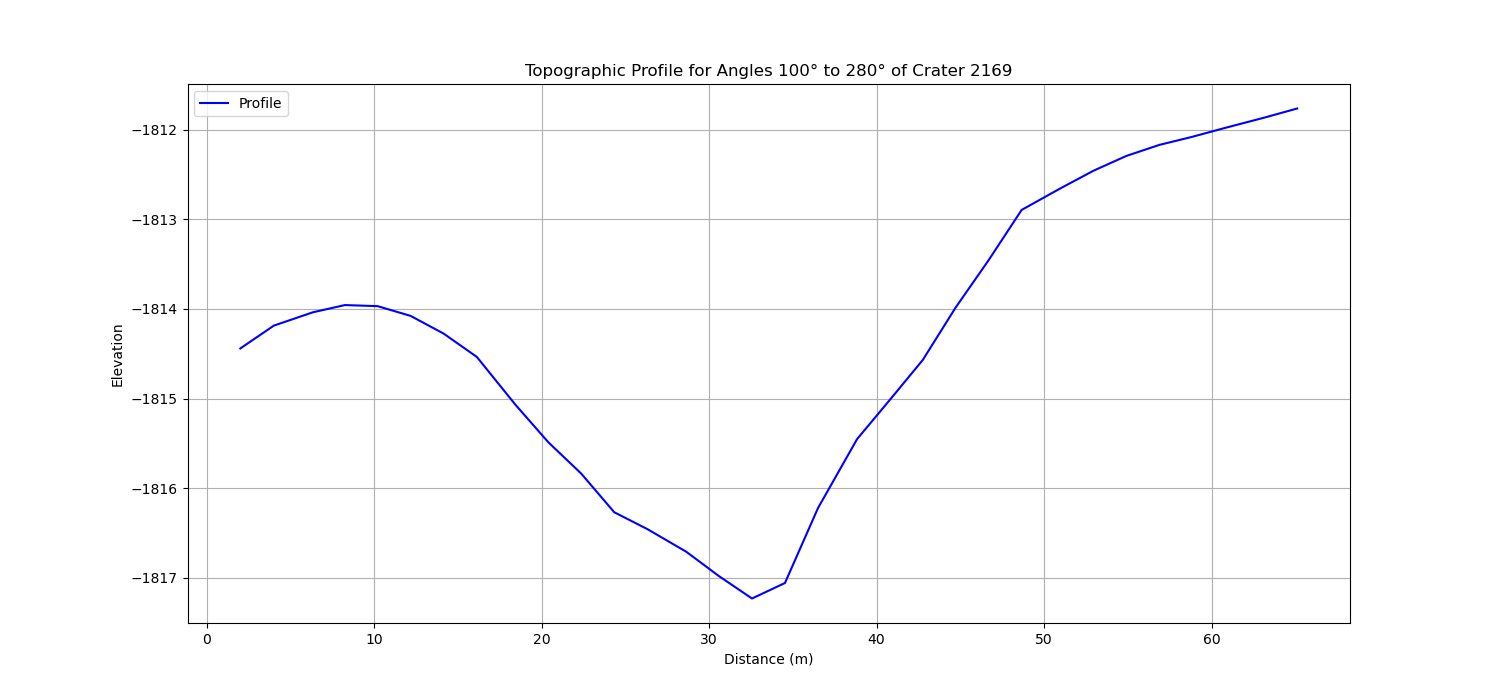 Topographic Profile for Angles 100° to 280° of Crater 2169
Profile
−1812
−1813
−1814
−1815
−1816
−1817
Elevation
0 10 20 30 40 50 60
Distance (m)